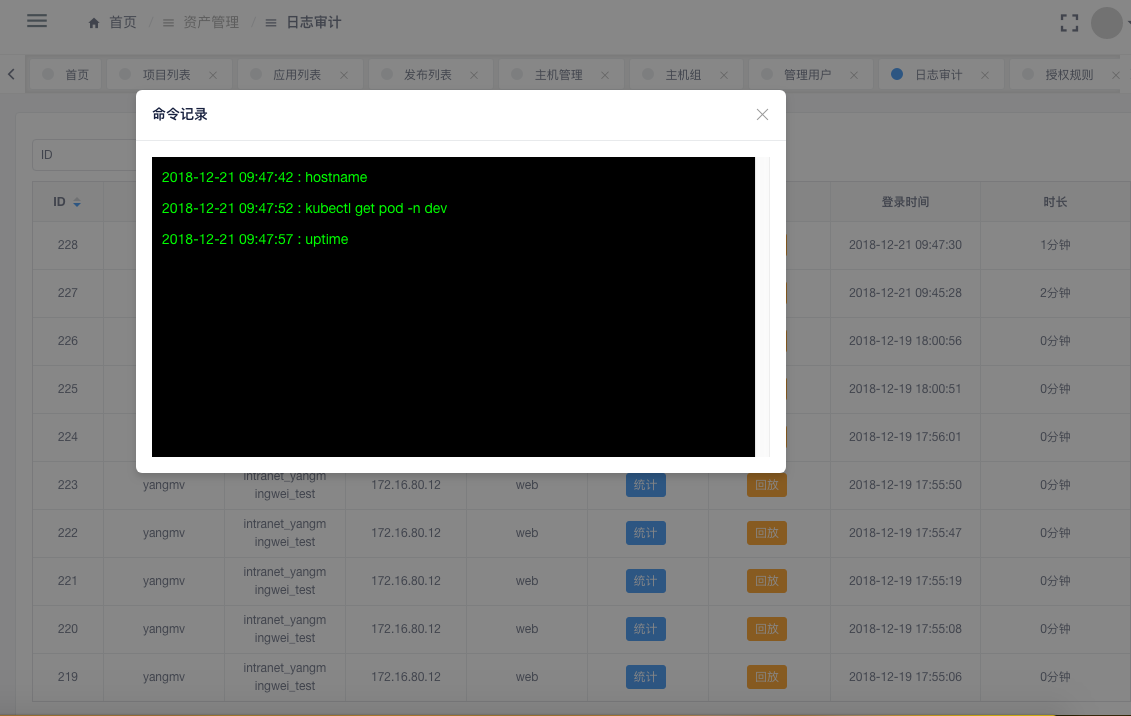 首页 / 资产管理 / 日志审计
首页 项目列表 应用列表 发布列表 主机管理 主机组 管理用户 日志审计 授权规则
命令记录
2018-12-21 09:47:42 : hostname
2018-12-21 09:47:52 : kubectl get pod -n dev
2018-12-21 09:47:57 : uptime
ID
ID 登录时间 时长
228 2018-12-21 09:47:30 1分钟
227 2018-12-21 09:45:28 2分钟
226 2018-12-19 18:00:56 0分钟
225 2018-12-19 18:00:51 0分钟
224 2018-12-19 17:56:01 0分钟
223 yangmv intranet_yangm 172.16.80.12 web 统计 回放 2018-12-19 17:55:50 0分钟
ingwei_test
222 yangmv intranet_yangm 172.16.80.12 web 统计 回放 2018-12-19 17:55:47 0分钟
ingwei_test
221 yangmv intranet_yangm 172.16.80.12 web 统计 回放 2018-12-19 17:55:19 0分钟
ingwei_test
220 yangmv intranet_yangm 172.16.80.12 web 统计 回放 2018-12-19 17:55:08 0分钟
ingwei_test
219 yangmv intranet_yangm 172.16.80.12 web 统计 回放 2018-12-19 17:55:06 0分钟
ingwei_test